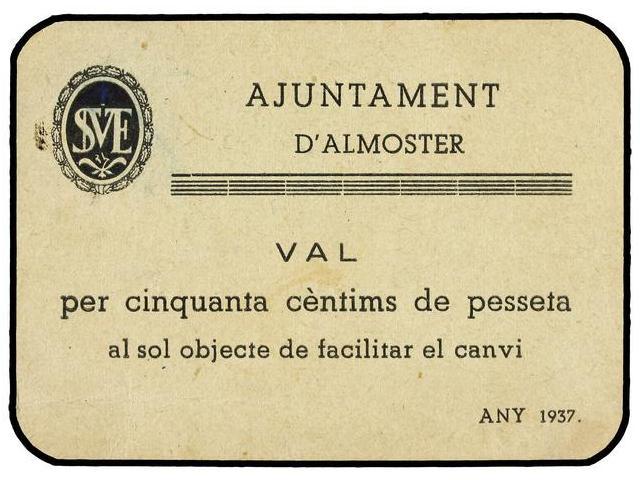 SVE
AJUNTAMENT
D'ALMOSTER
VAL
per cinquanta cèntims de pesseta
al sol objecte de facilitar el canvi
ANY 1937.